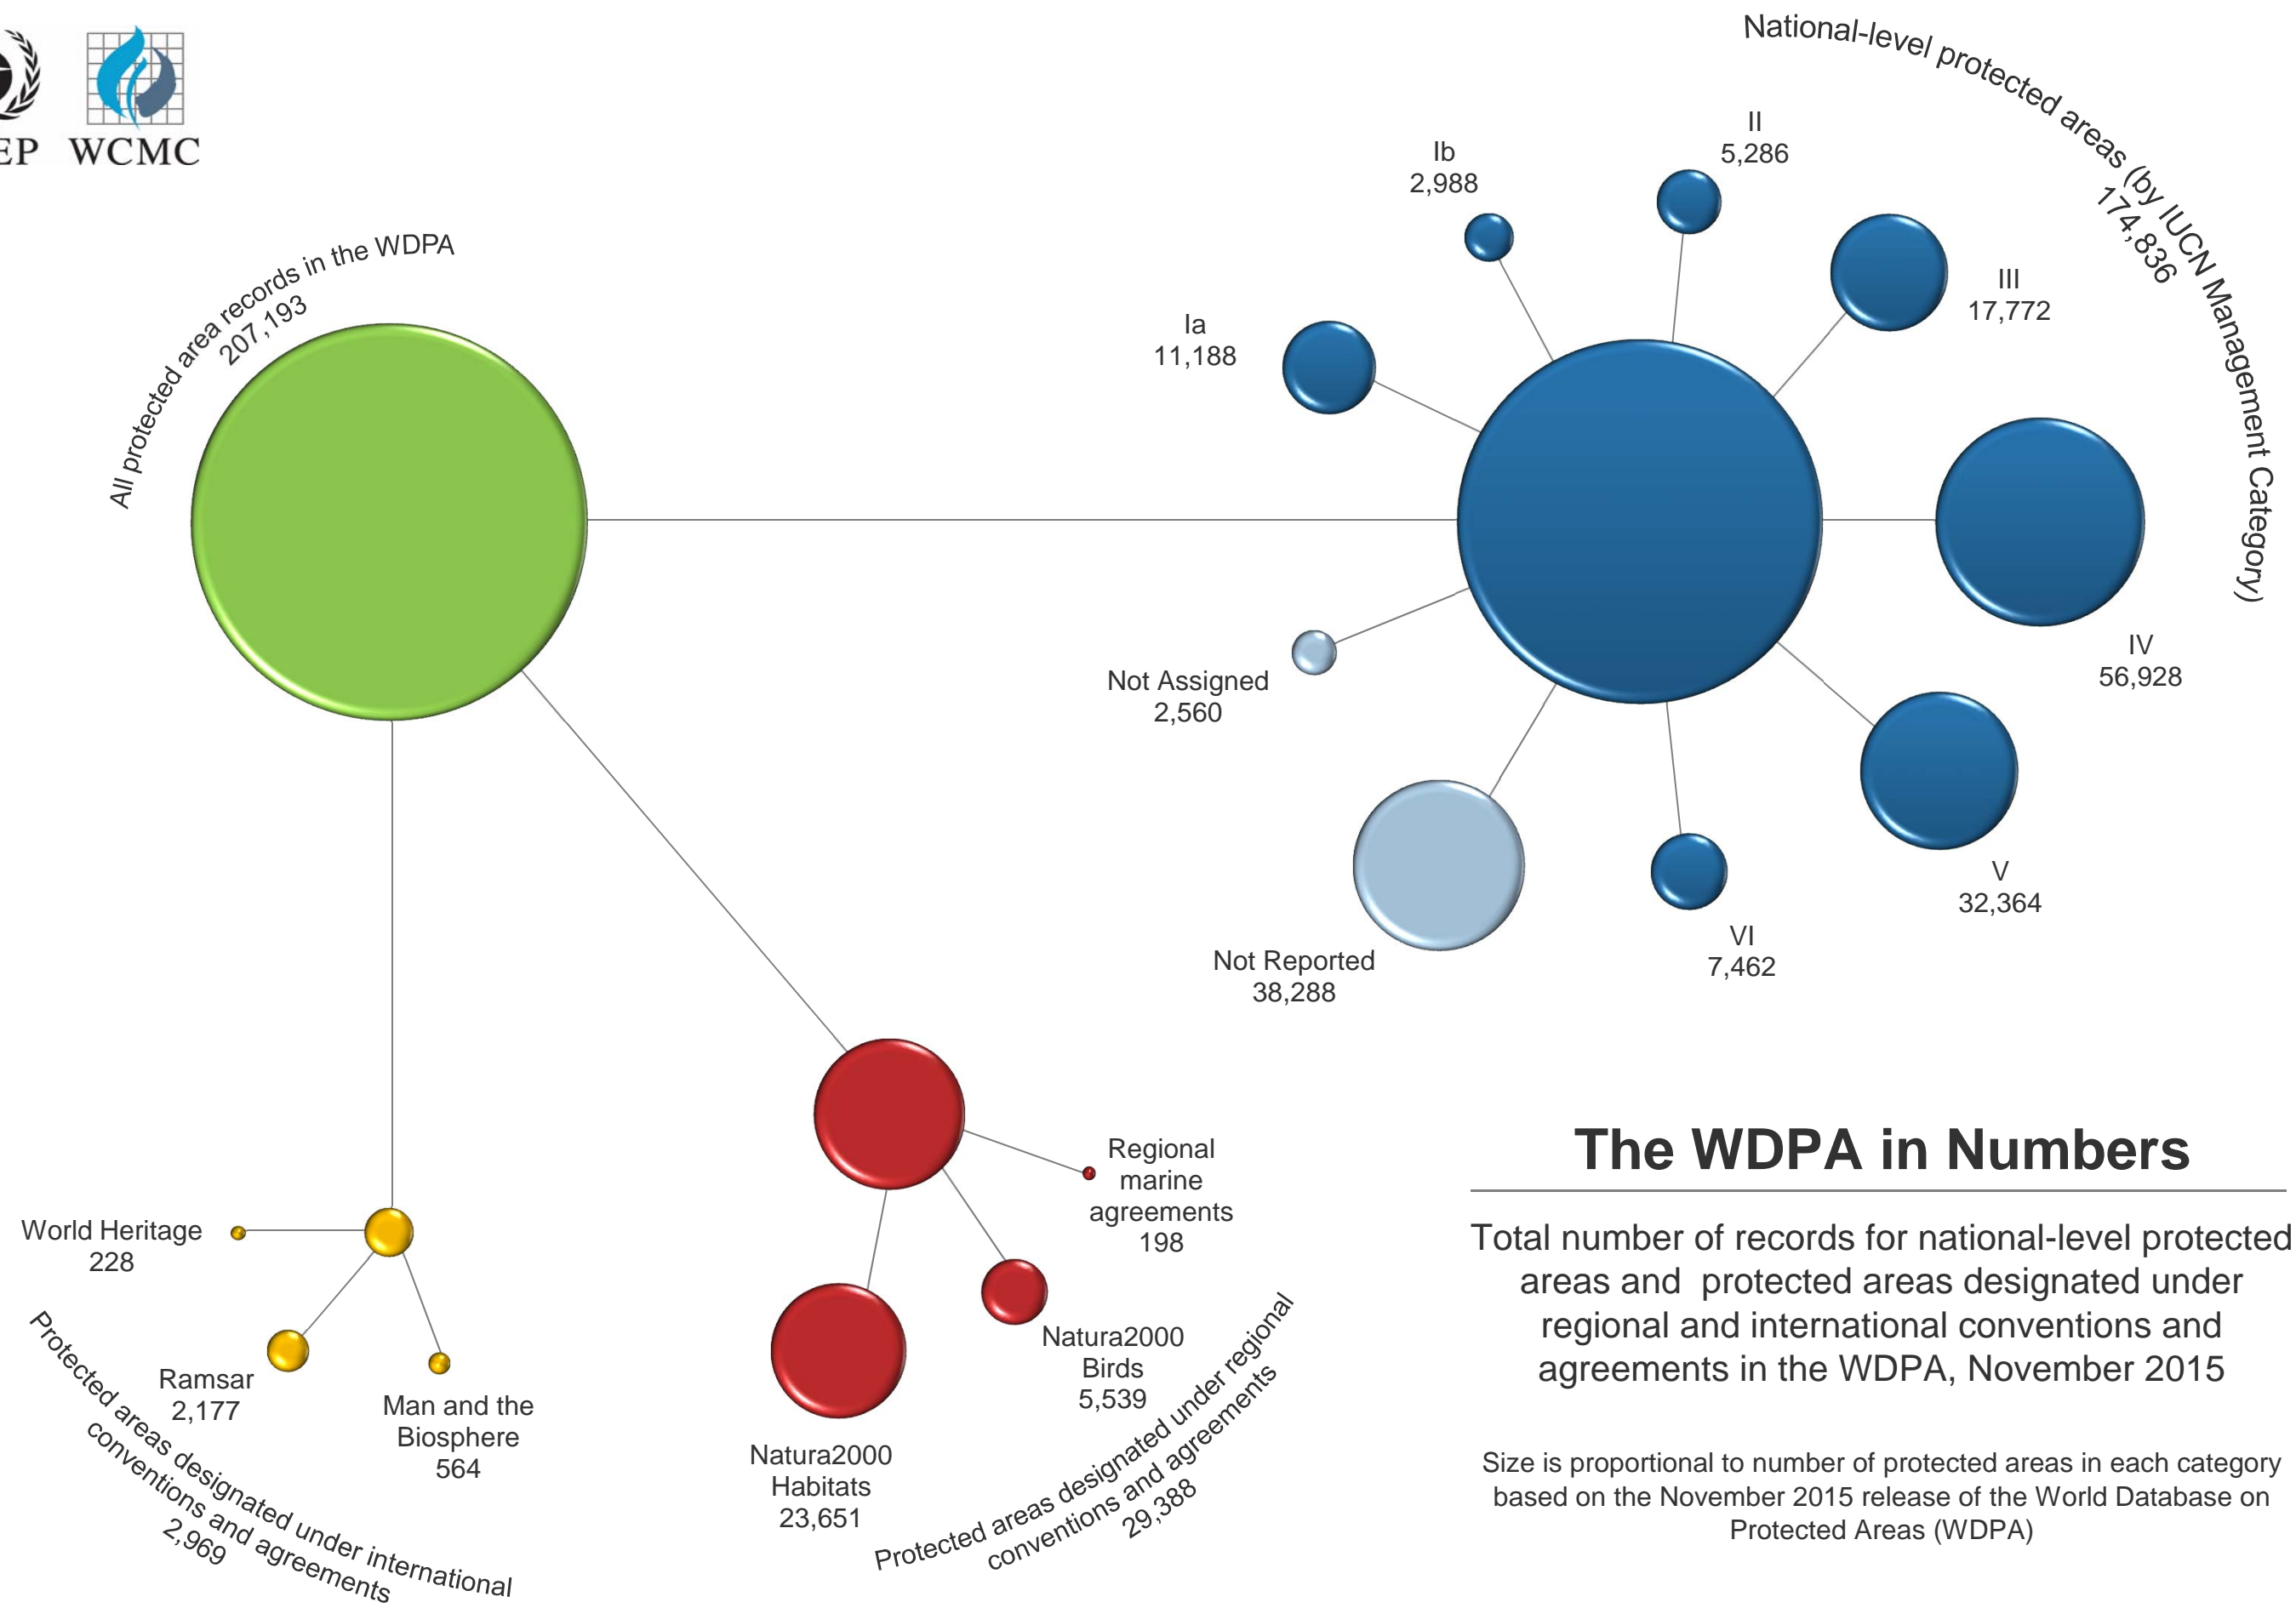 EP WCMC
All protected area records in the WDPA
207,193
National-level protected areas (by IUCN Management Category)
174,836
Ia
11,188
Ib
2,988
II
5,286
III
17,772
IV
56,928
V
32,364
VI
7,462
Not Reported
38,288
Not Assigned
2,560
World Heritage
228
Ramsar
2,177
Man and the
Biosphere
564
Protected areas designated under international
conventions and agreements
2,969
Regional
marine
agreements
198
Natura2000
Birds
5,539
Natura2000
Habitats
23,651
Protected areas designated under regional
conventions and agreements
29,388
The WDPA in Numbers
Total number of records for national-level protected
areas and protected areas designated under
regional and international conventions and
agreements in the WDPA, November 2015
Size is proportional to number of protected areas in each category
based on the November 2015 release of the World Database on
Protected Areas (WDPA)